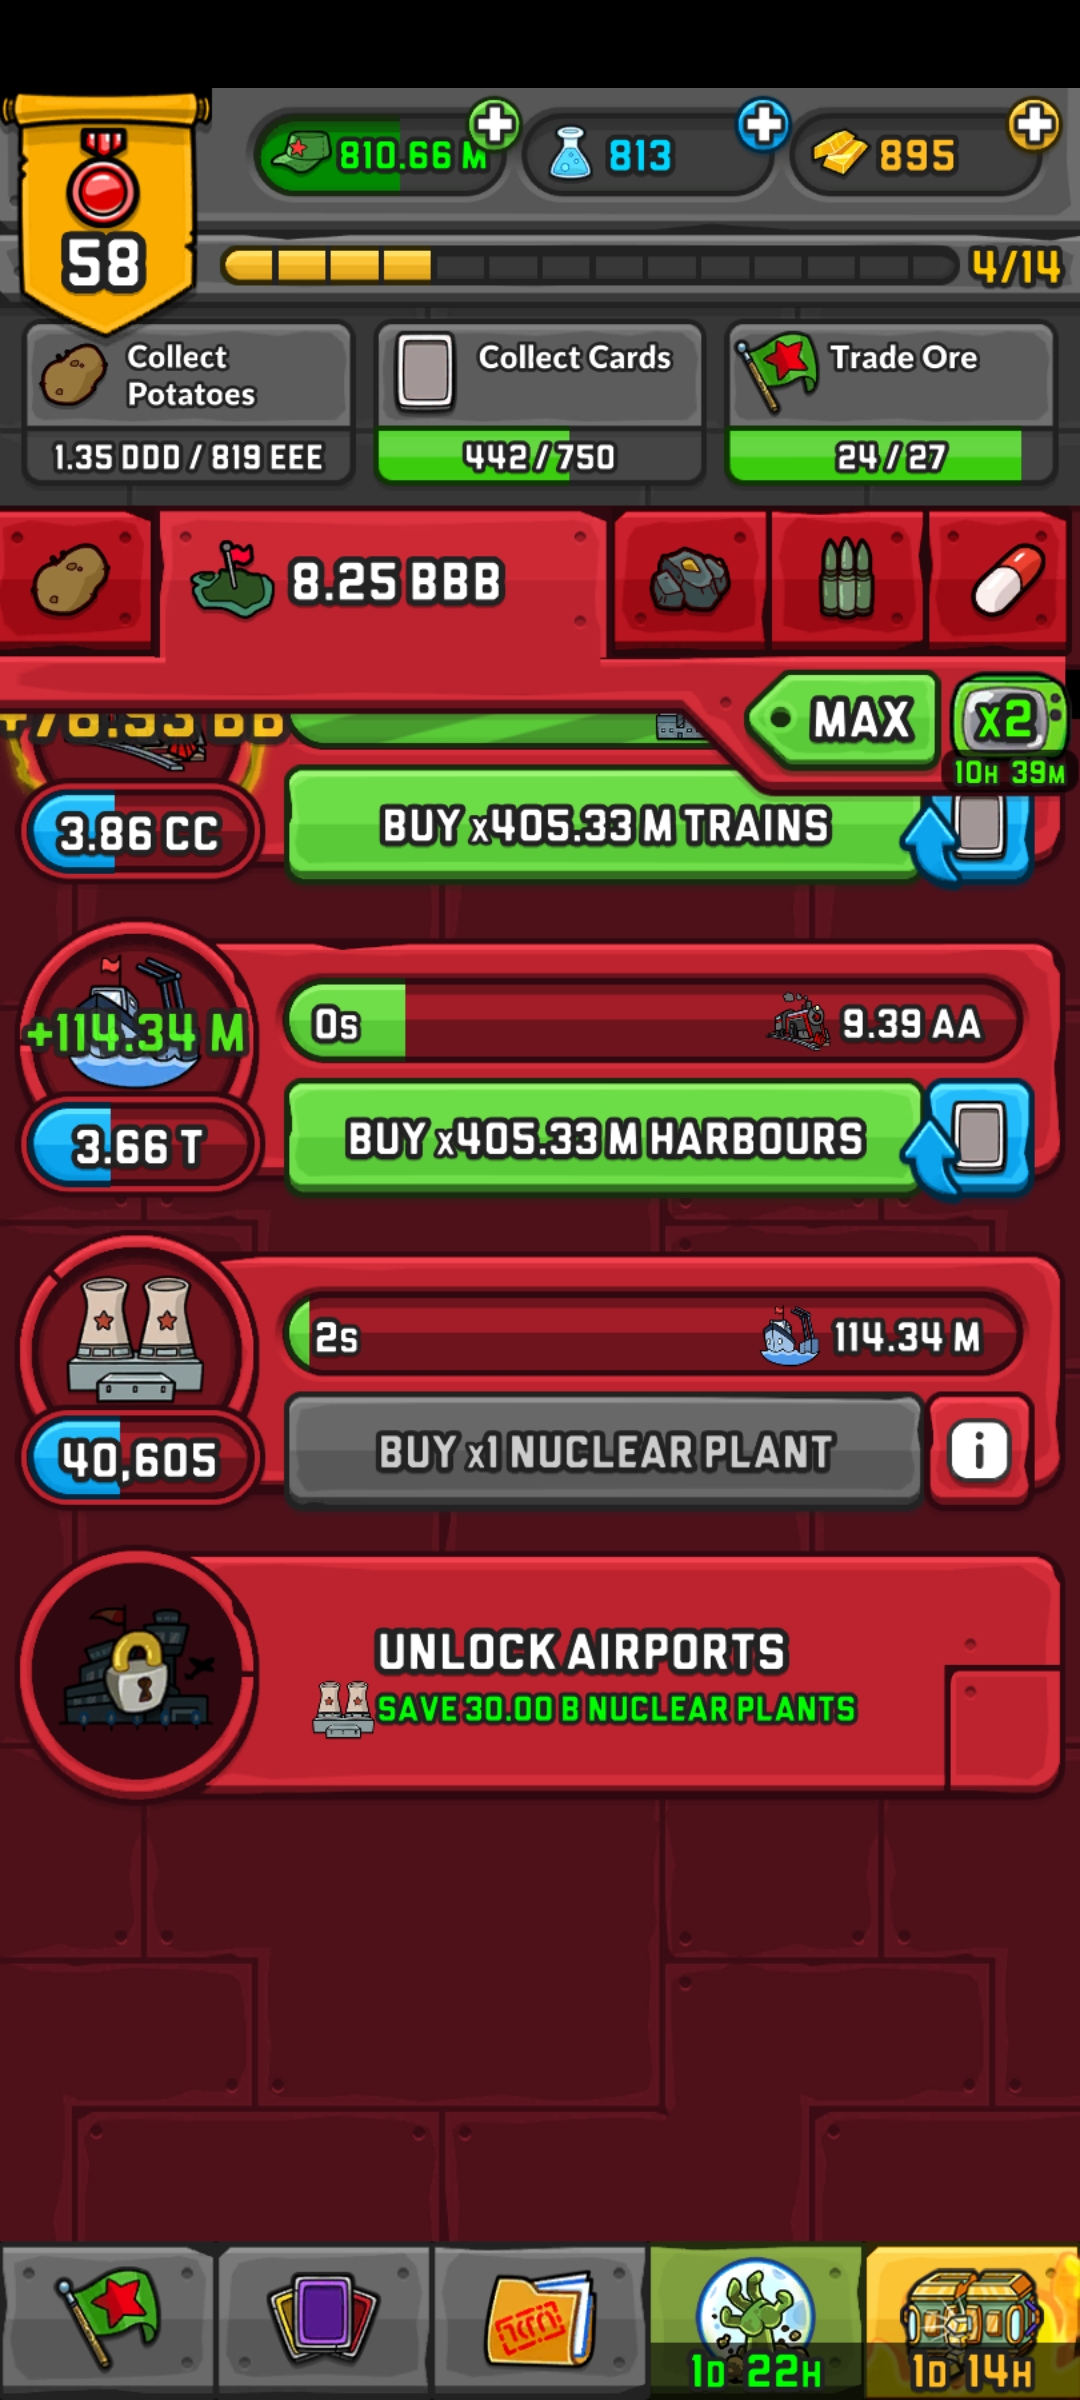 58
810.66 M
813
895
4/14
Collect
Potatoes
1.35 DDD / 819 EEE
Collect Cards
442/750
Trade Ore
24/27
8.25 BBB
MAX
x2
10H 39M
+78.93 BB
3.86 CC
BUY x405.33 M TRAINS
+114.34 M
0s
9.39 AA
3.66 T
BUY x405.33 M HARBOURS
2s
114.34 M
40,605
BUY x1 NUCLEAR PLANT
i
UNLOCK AIRPORTS
SAVE 30.00 B NUCLEAR PLANTS
1D 22H
1D 14H